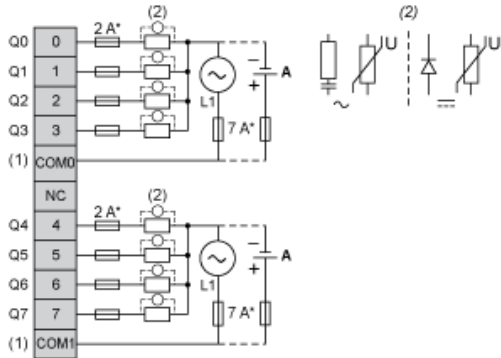 (2)
(2)
Q0 0 2 A*
Q1 1
Q2 2
Q3 3
L1
− + A
7 A*
(1) COM0
NC
(2)
Q4 4 2 A*
Q5 5
Q6 6
Q7 7
L1
− + A
7 A*
(1) COM1
U
U